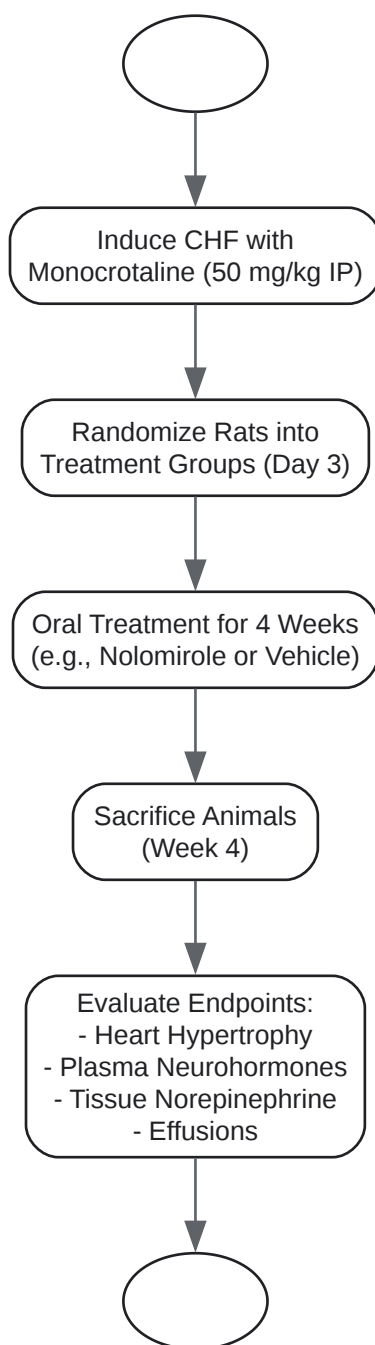 Induce CHF with
Monocrotaline (50 mg/kg IP)
Randomize Rats into
Treatment Groups (Day 3)
Oral Treatment for 4 Weeks
(e.g., Nolomirole or Vehicle)
Sacrifice Animals
(Week 4)
Evaluate Endpoints:
- Heart Hypertrophy
- Plasma Neurohormones
- Tissue Norepinephrine
- Effusions